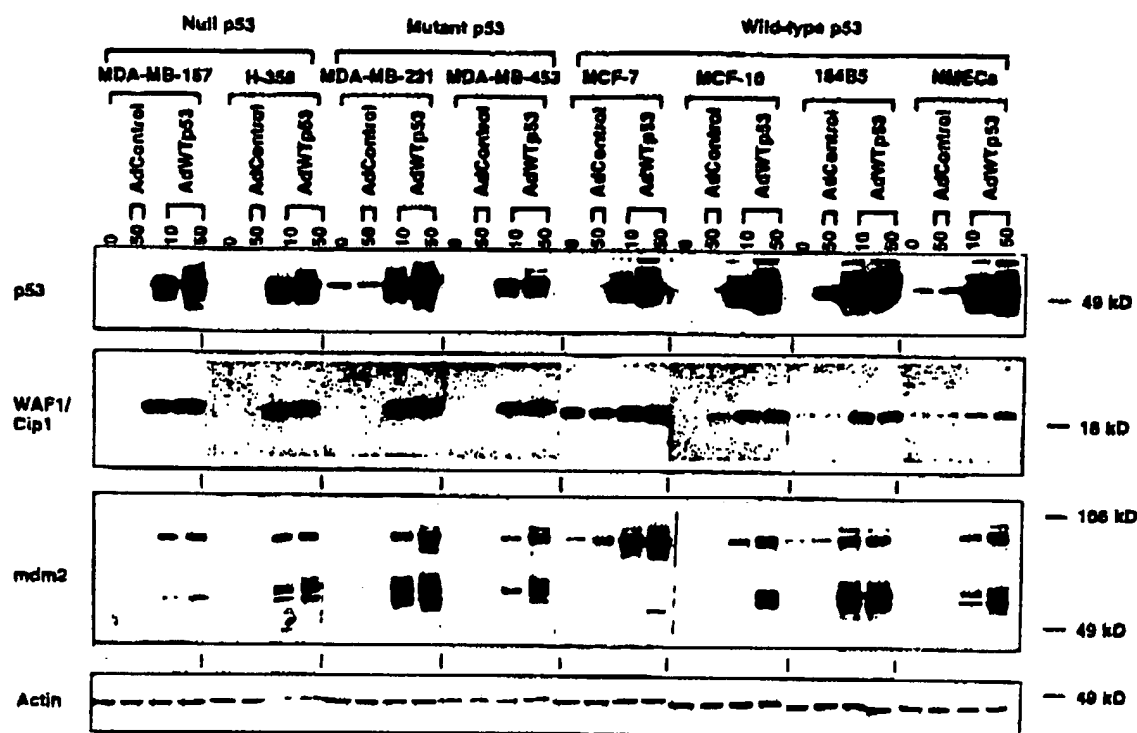 Null p53 Mutant p53 Wild-type p53
MDA-MB-157 H-358 MDA-MB-231 MDA-MB-453 MCF-7 MCF-10 184B5 NMECs
AdControl AdWTp53 AdControl AdWTp53 AdControl AdWTp53 AdControl AdWTp53 AdControl AdWTp53 AdControl AdWTp53 AdControl AdWTp53 AdControl AdWTp53
0 50 10 50 0 50 10 50 0 50 10 50 0 50 10 50 0 50 10 50 0 50 10 50 0 50 10 50 0 50 10 50
p53
49 kD
WAF1/
Cip1
18 kD
106 kD
mdm2
49 kD
Actin
49 kD